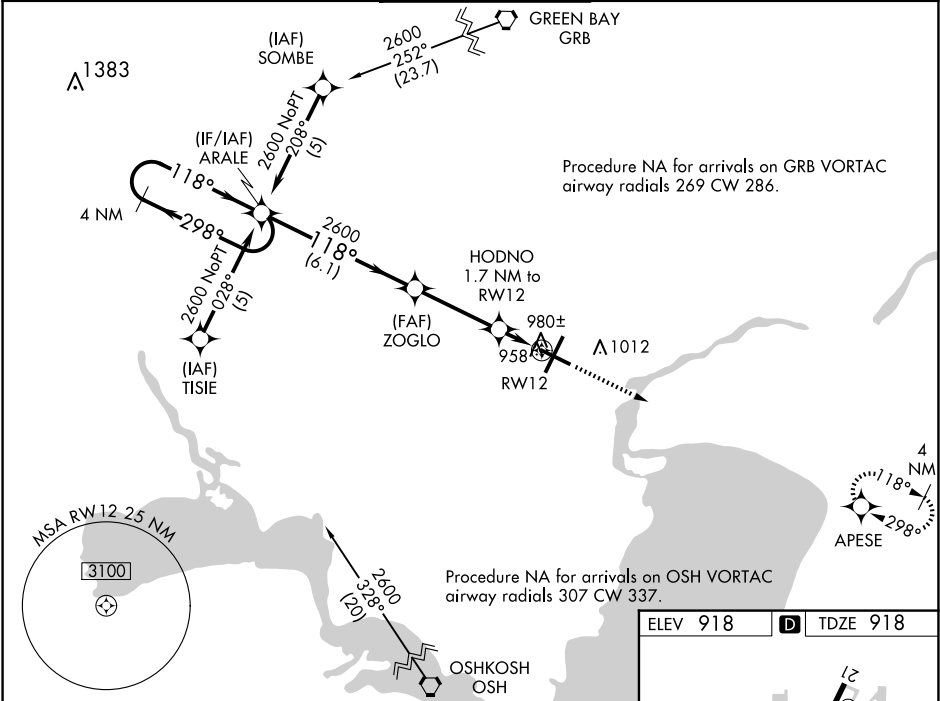 GREEN BAY
GRB
2600
252°
(23.7)
(IAF)
SOMBE
1383
2600 NoPT
208°
(5)
(IF/IAF)
ARALE
118°
4 NM
298°
2600
118°
(6.1)
Procedure NA for arrivals on GRB VORTAC
airway radials 269 CW 286.
2600 NoPT
028°
(5)
(IAF)
TISIE
(FAF)
ZOGLO
HODNO
1.7 NM to
RW12
980±
958
1012
RW12
4
NM
118°
298°
APESE
MSA RW12 25 NM
3100
2600
328°
(20)
Procedure NA for arrivals on OSH VORTAC
airway radials 307 CW 337.
OSHKOSH
OSH
ELEV 918
D
TDZE 918
21